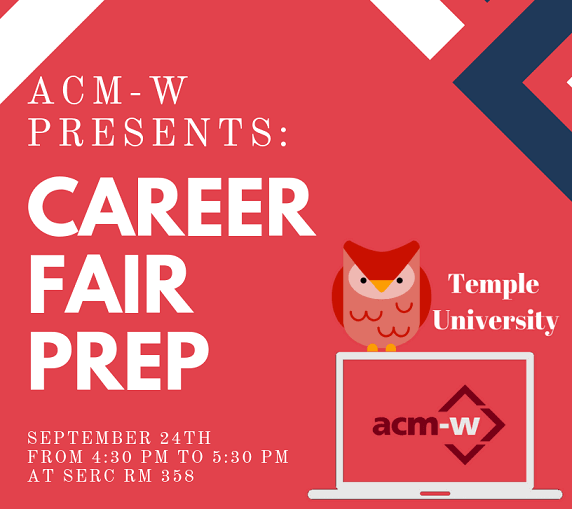 ACM-W
PRESENTS:
CAREER
FAIR
PREP
Temple
University
acm-w
SEPTEMBER 24TH
FROM 4:30 PM TO 5:30 PM
AT SERC RM 358